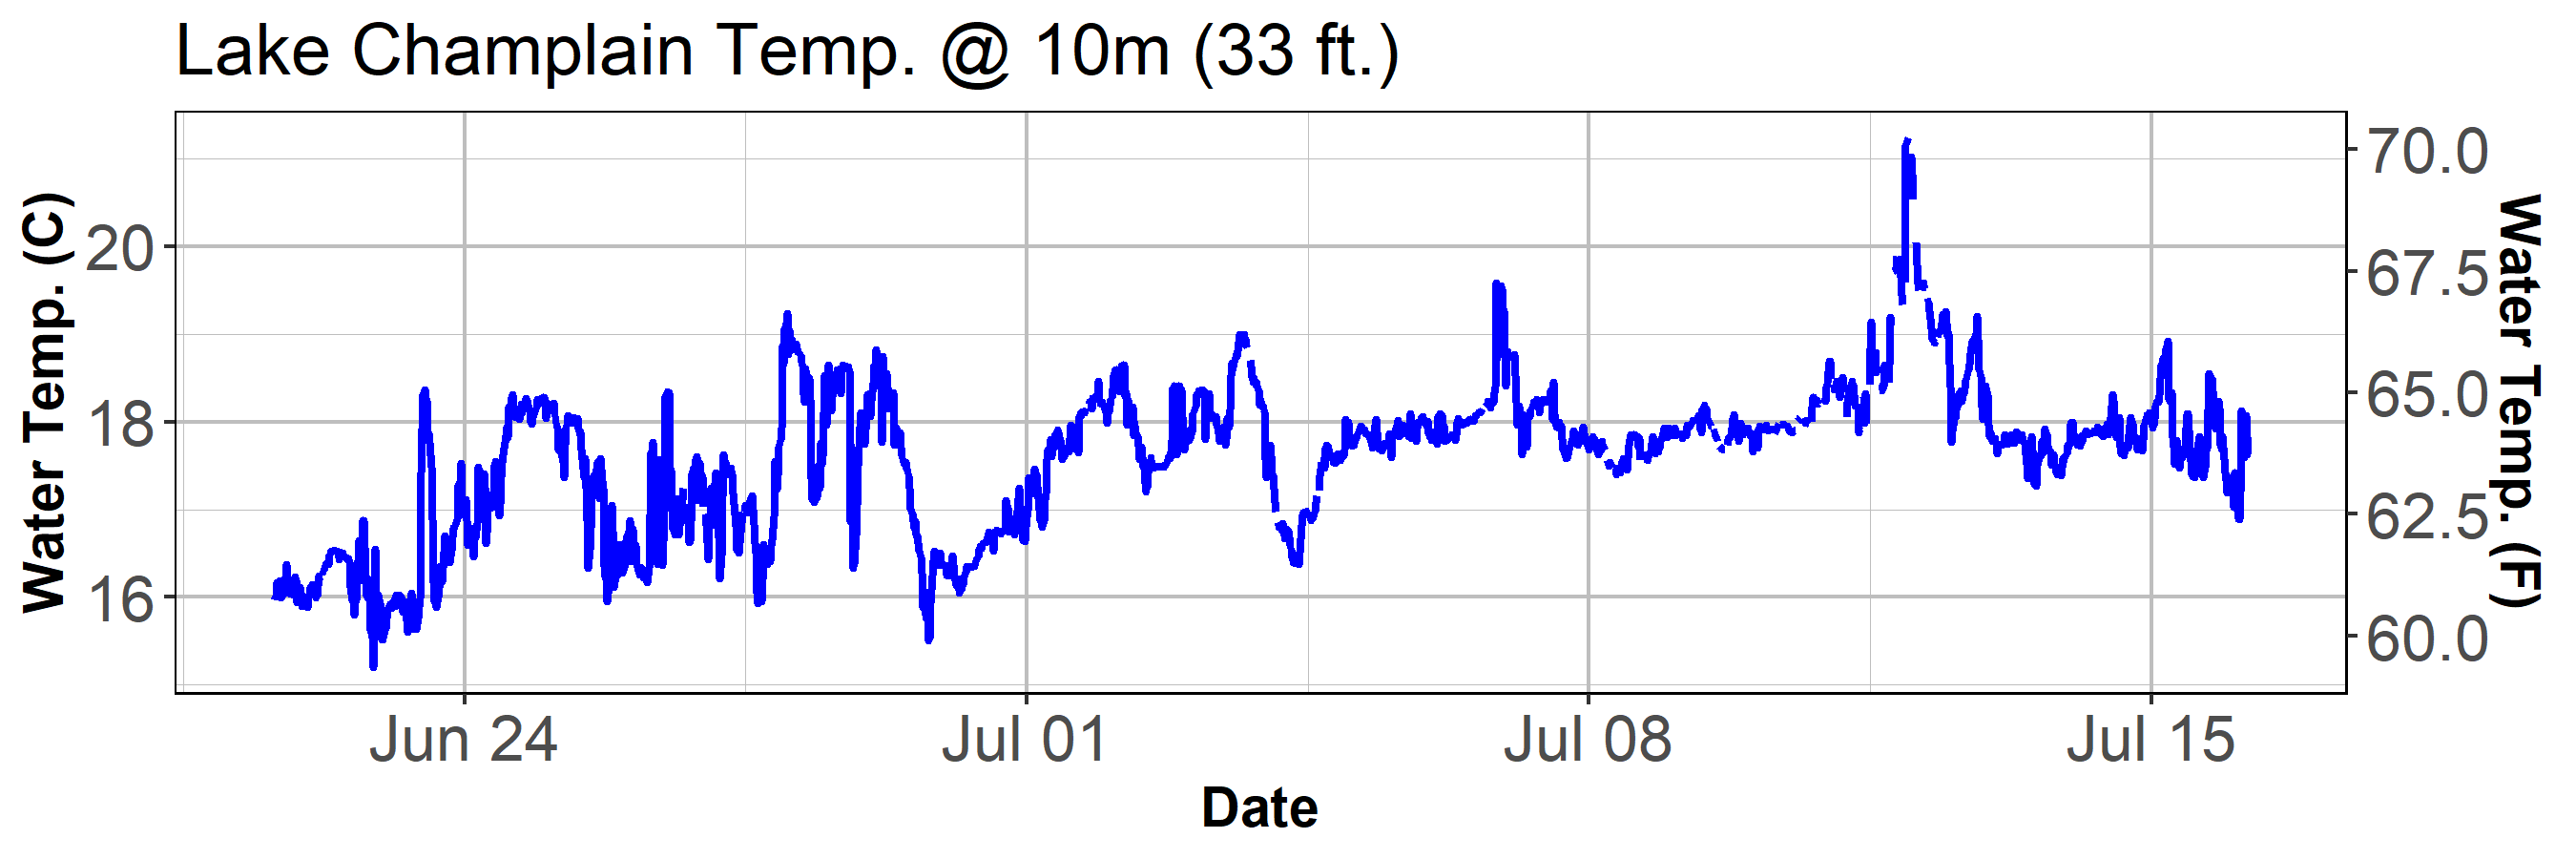 Lake Champlain Temp. @ 10m (33 ft.)
Water Temp. (C)
20
18
16
70.0
67.5
65.0
62.5
60.0
Water Temp. (F)
Jun 24
Jul 01
Jul 08
Jul 15
Date